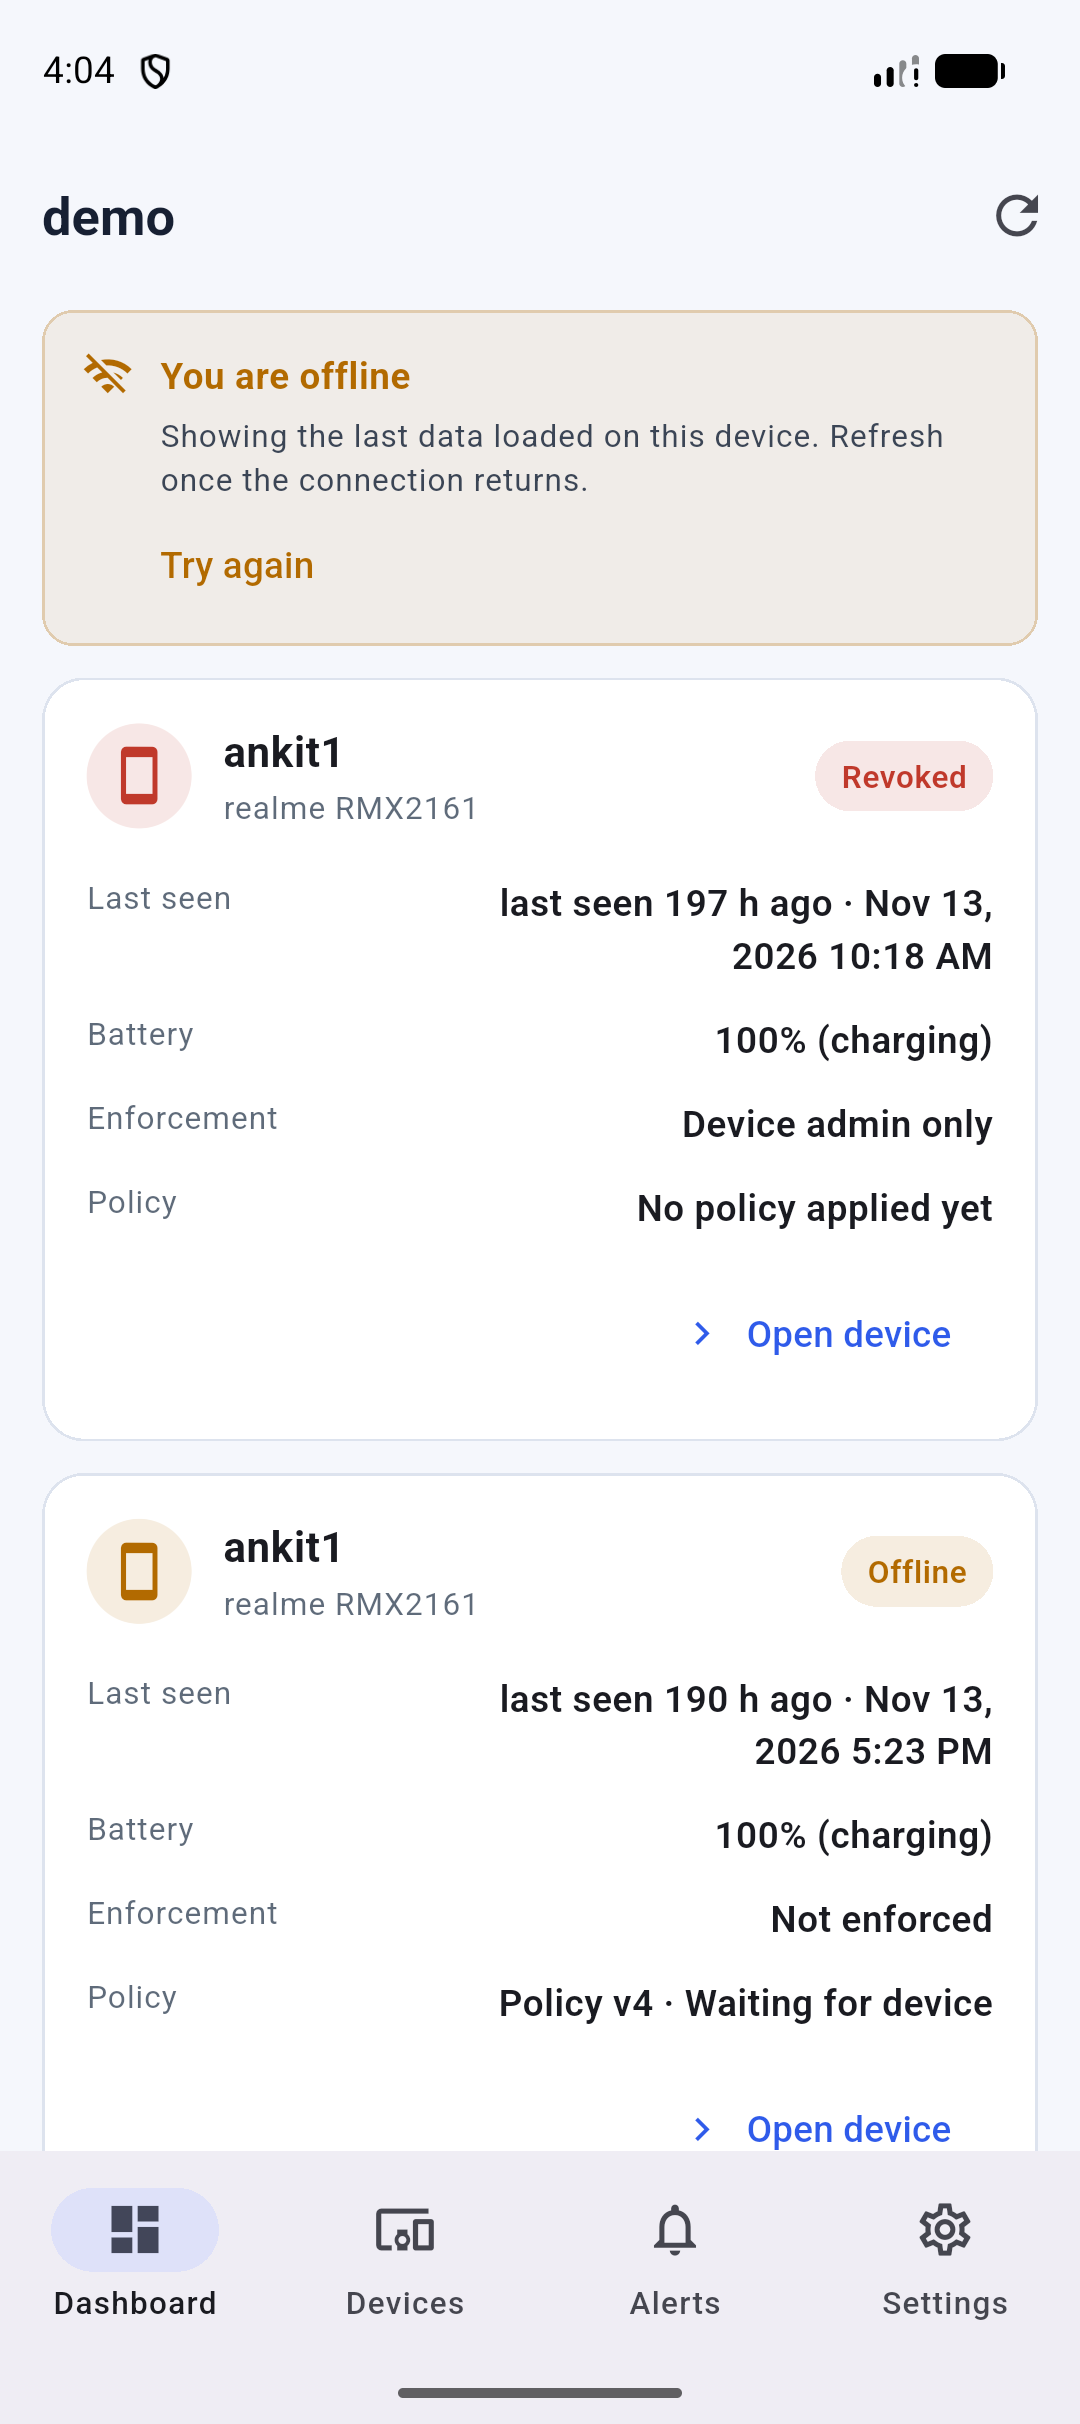 4:04
demo
You are offline
Showing the last data loaded on this device. Refresh
once the connection returns.
Try again
ankit1
realme RMX2161
Revoked
Last seen
last seen 197 h ago · Nov 13,
2026 10:18 AM
Battery
100% (charging)
Enforcement
Device admin only
Policy
No policy applied yet
Open device
ankit1
realme RMX2161
Offline
Last seen
last seen 190 h ago · Nov 13,
2026 5:23 PM
Battery
100% (charging)
Enforcement
Not enforced
Policy
Policy v4 · Waiting for device
Open device
Dashboard
Devices
Alerts
Settings